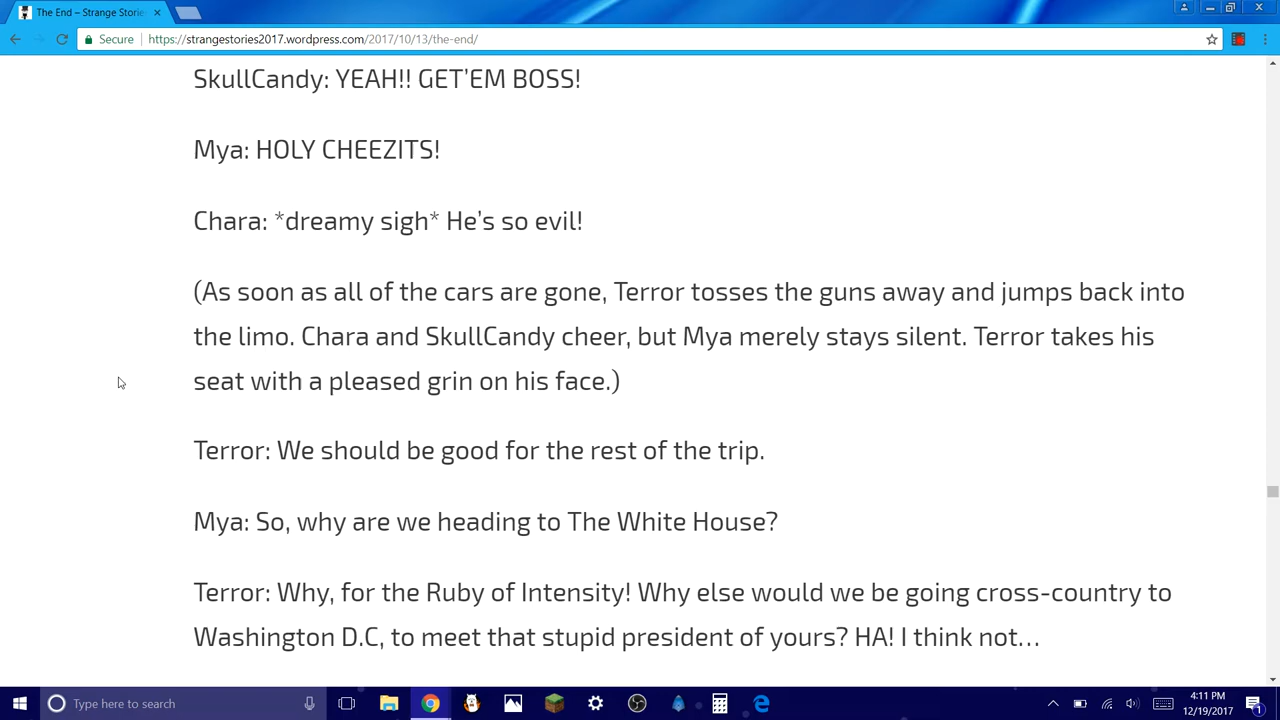 The End – Strange Storie
Secure
https://strangestories2017.wordpress.com/2017/10/13/the-end/
SkullCandy: YEAH!! GET’EM BOSS!
Mya: HOLY CHEEZITS!
Chara: *dreamy sigh* He’s so evil!
(As soon as all of the cars are gone, Terror tosses the guns away and jumps back into
the limo. Chara and SkullCandy cheer, but Mya merely stays silent. Terror takes his
seat with a pleased grin on his face.)
Terror: We should be good for the rest of the trip.
Mya: So, why are we heading to The White House?
Terror: Why, for the Ruby of Intensity! Why else would we be going cross-country to
Washington D.C, to meet that stupid president of yours? HA! I think not…
Type here to search
4:11 PM
12/19/2017
1